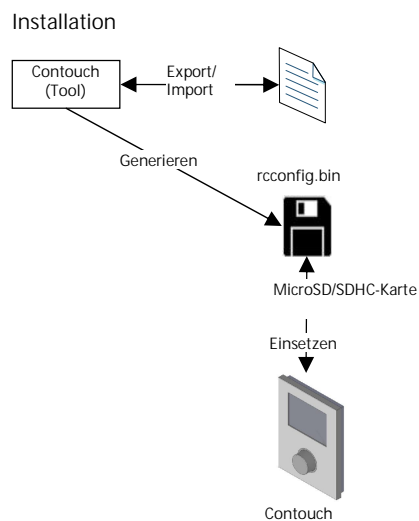 Installation
Contouch
(Tool)
Export/
Import
Generieren
rcconfig.bin
MicroSD/SDHC-Karte
Einsetzen
Contouch